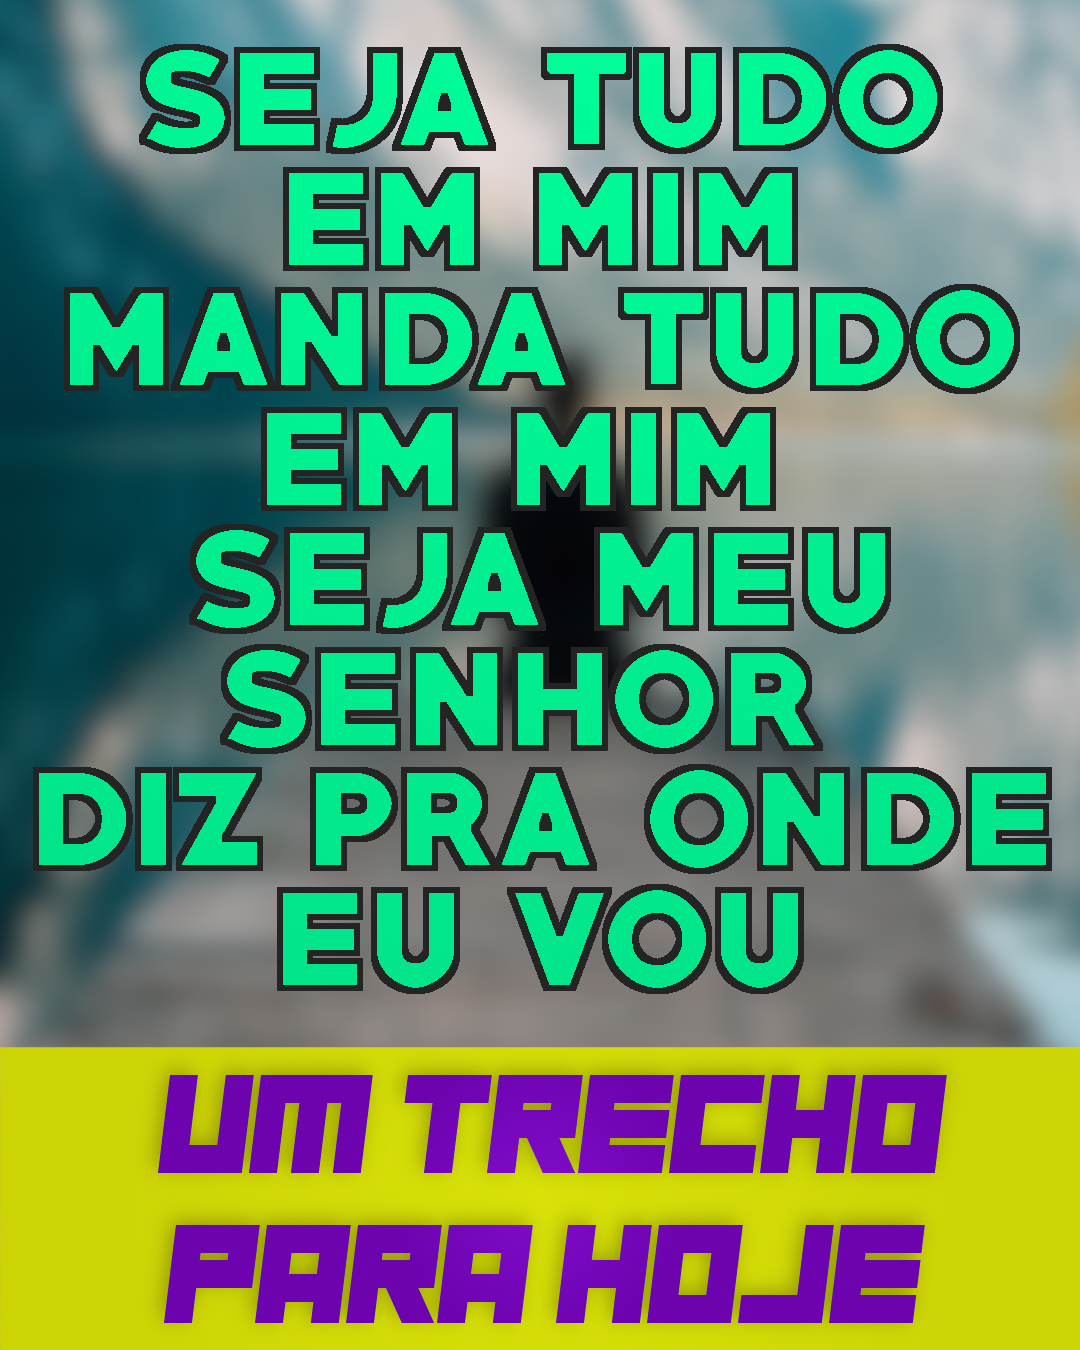 SEJA TUDO
EM MIM
MANDA TUDO
EM MIM
SEJA MEU
SENHOR
DIZ PRA ONDE
EU VOU
UM TRECHO
PARA HOJE